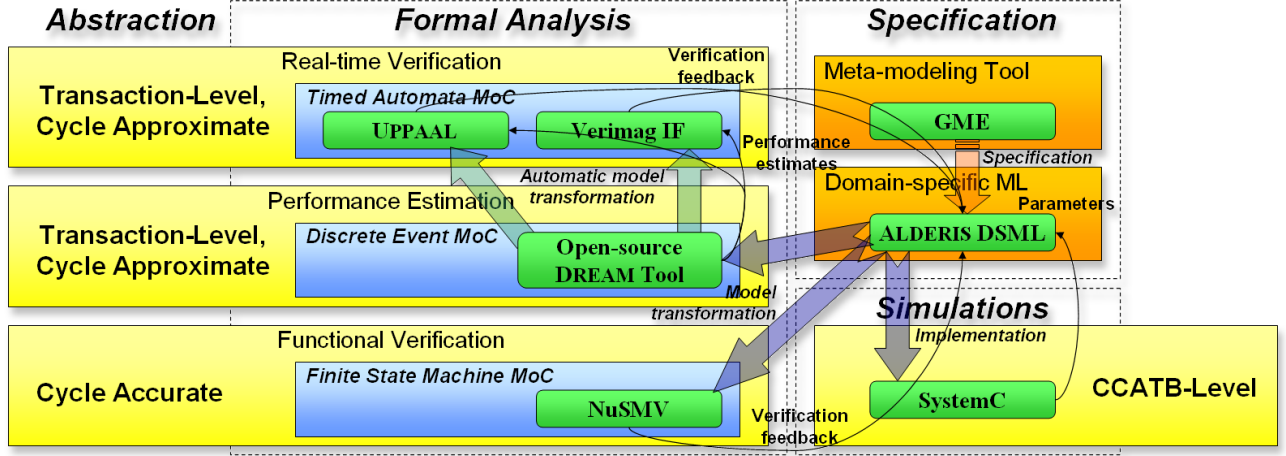 Abstraction
Formal Analysis
Specification
Transaction-Level,
Cycle Approximate
Real-time Verification
Timed Automata MoC
UPPAAL
Verimag IF
Verification
feedback
Performance
estimates
Automatic model
transformation
Meta-modeling Tool
GME
Specification
Domain-specific ML
Parameters
ALDERIS DSML
Transaction-Level,
Cycle Approximate
Performance Estimation
Discrete Event MoC
Open-source
DREAM Tool
Model
transformation
Simulations
Implementation
Cycle Accurate
Functional Verification
Finite State Machine MoC
NuSMV
Verification
feedback
SystemC
CCATB-Level